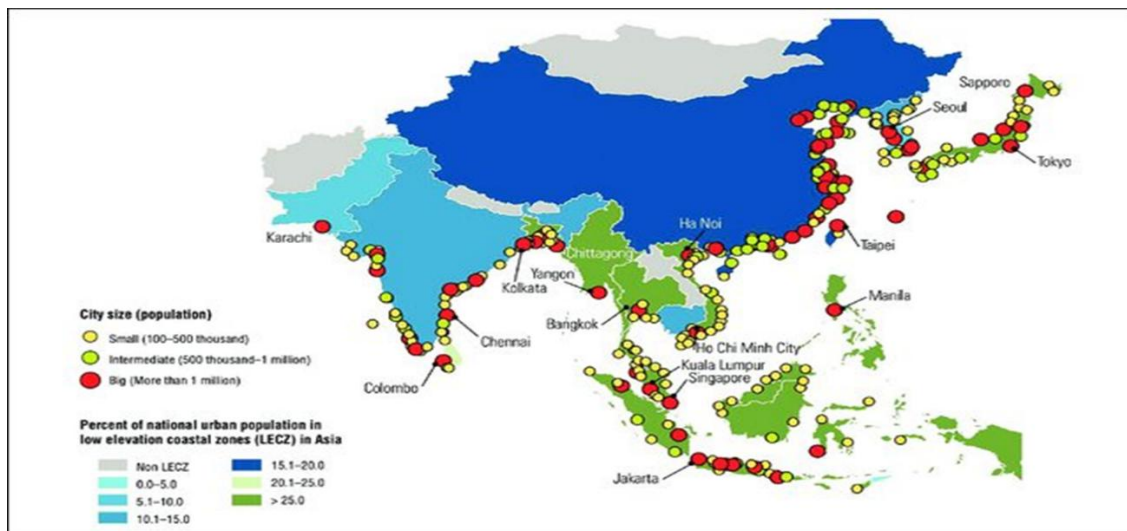 Sapporo
Seoul
Tokyo
Karachi
Ha Noi
Taipei
Chittagong
Kolkata
Yangon
Manilla
Bangkok
Chennai
Ho Chi Minh City
Colombo
Kuala Lumpur
Singapore
Jakarta
City size (population)
Small (100–500 thousand)
Intermediate (500 thousand–1 million)
Big (More than 1 million)
Percent of national urban population in
low elevation coastal zones (LECZ) in Asia
Non LECZ
0.0–5.0
5.1–10.0
10.1–15.0
15.1–20.0
20.1–25.0
> 25.0